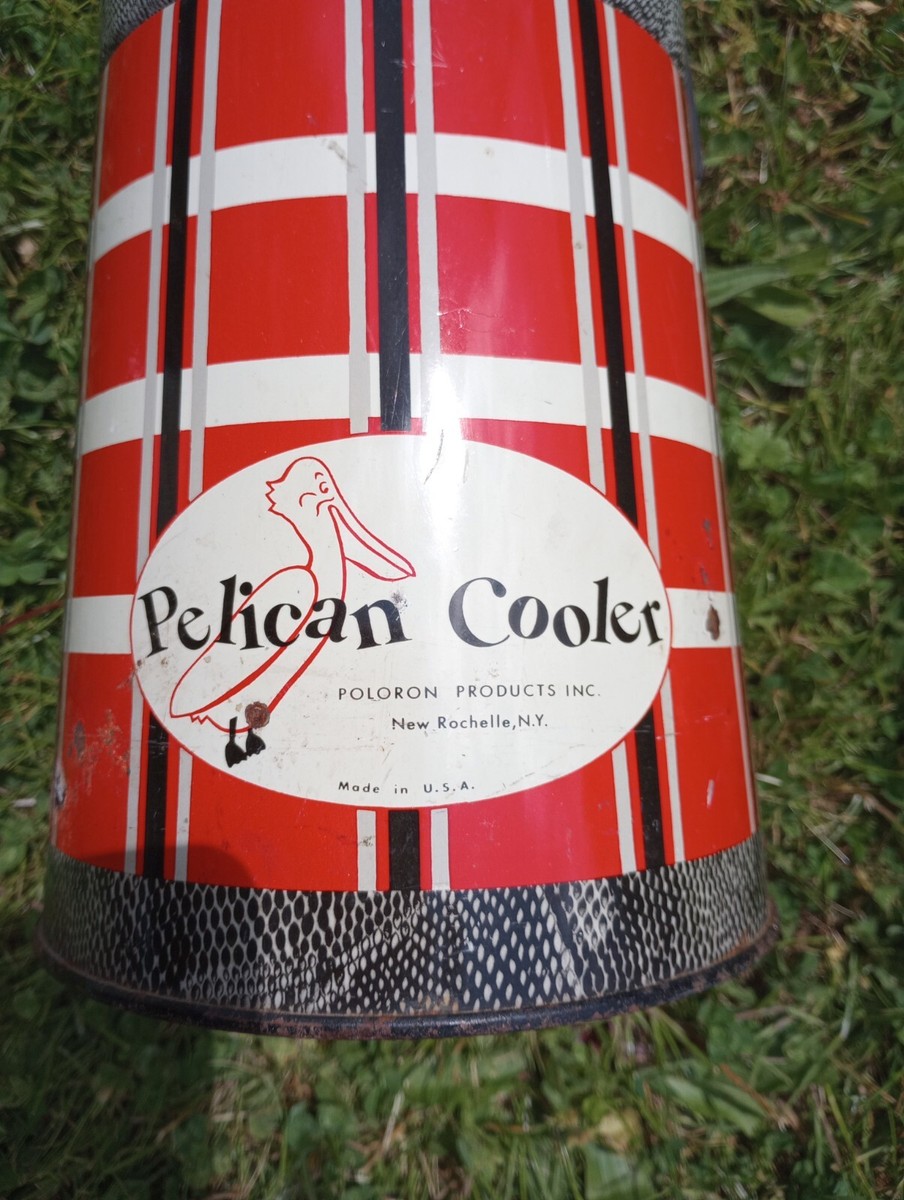 Pelican Cooler
POLORON PRODUCTS INC.
New Rochelle, N.Y.
Made in U.S.A.